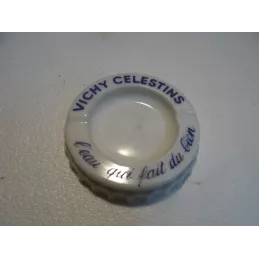 VICHY CELESTINS
l'eau qui fait du bien